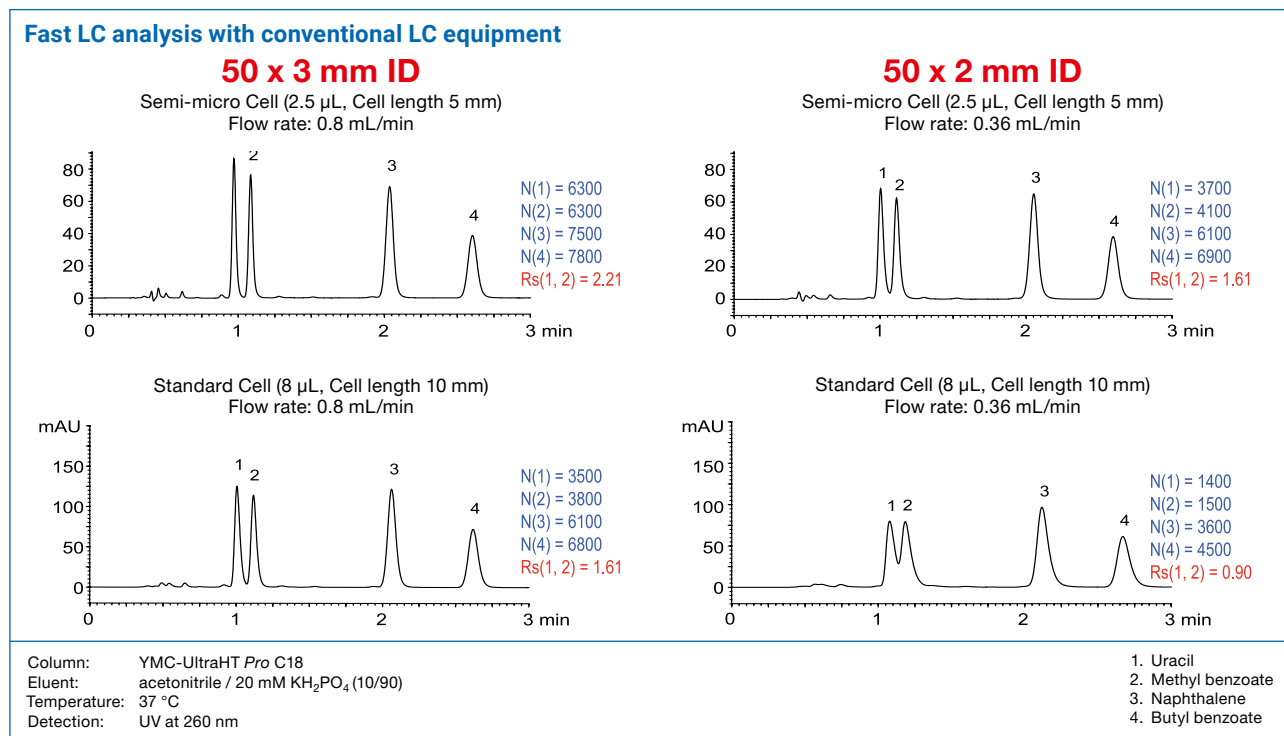 Fast LC analysis with conventional LC equipment
50 x 3 mm ID
Semi-micro Cell (2.5 µL, Cell length 5 mm)
Flow rate: 0.8 mL/min
80
60
40
20
0
2
3
4
N(1) = 6300
N(2) = 6300
N(3) = 7500
N(4) = 7800
Rs(1, 2) = 2.21
0 1 2 3 min
50 x 2 mm ID
Semi-micro Cell (2.5 µL, Cell length 5 mm)
Flow rate: 0.36 mL/min
80
60
40
20
0
1 2
3
4
N(1) = 3700
N(2) = 4100
N(3) = 6100
N(4) = 6900
Rs(1, 2) = 1.61
0 1 2 3 min
Standard Cell (8 µL, Cell length 10 mm)
Flow rate: 0.8 mL/min
mAU
150
100
50
0
1 2
3
4
N(1) = 3500
N(2) = 3800
N(3) = 6100
N(4) = 6800
Rs(1, 2) = 1.61
0 1 2 3 min
Standard Cell (8 µL, Cell length 10 mm)
Flow rate: 0.36 mL/min
mAU
150
100
50
0
1 2
3
4
N(1) = 1400
N(2) = 1500
N(3) = 3600
N(4) = 4500
Rs(1, 2) = 0.90
0 1 2 3 min
Column: YMC-UltraHT Pro C18
Eluent: acetonitrile / 20 mM KH₂PO₄ (10/90)
Temperature: 37 °C
Detection: UV at 260 nm
1. Uracil
2. Methyl benzoate
3. Naphthalene
4. Butyl benzoate